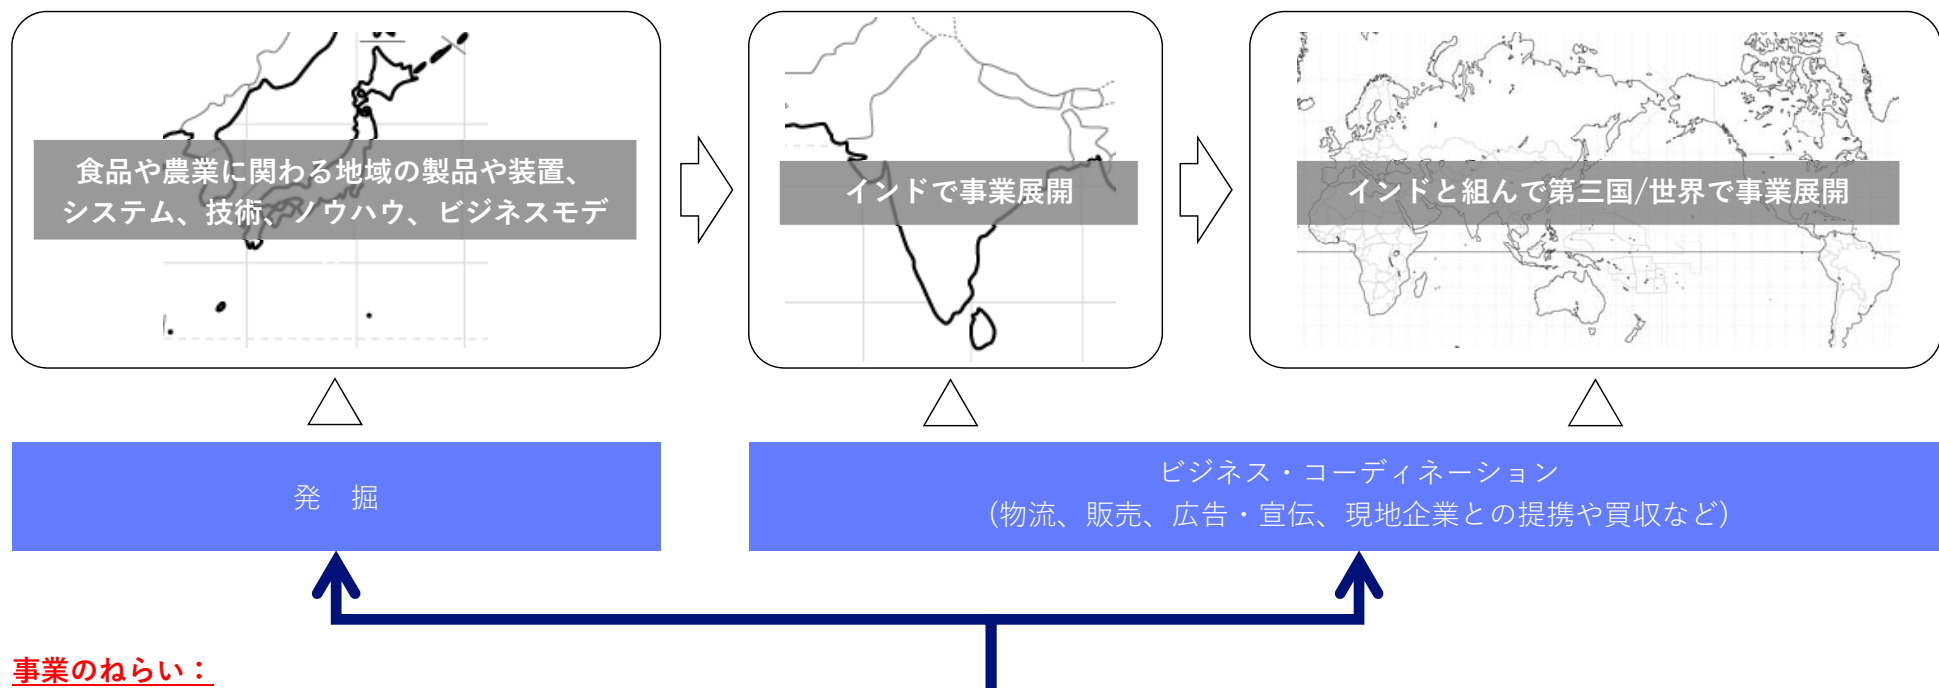 食品や農業に関わる地域の製品や装置、
システム、技術、ノウハウ、ビジネスモデ
インドで事業展開
インドと組んで第三国/世界で事業展開
発　掘
ビジネス・コーディネーション
（物流、販売、広告・宣伝、現地企業との提携や買収など）
事業のねらい：